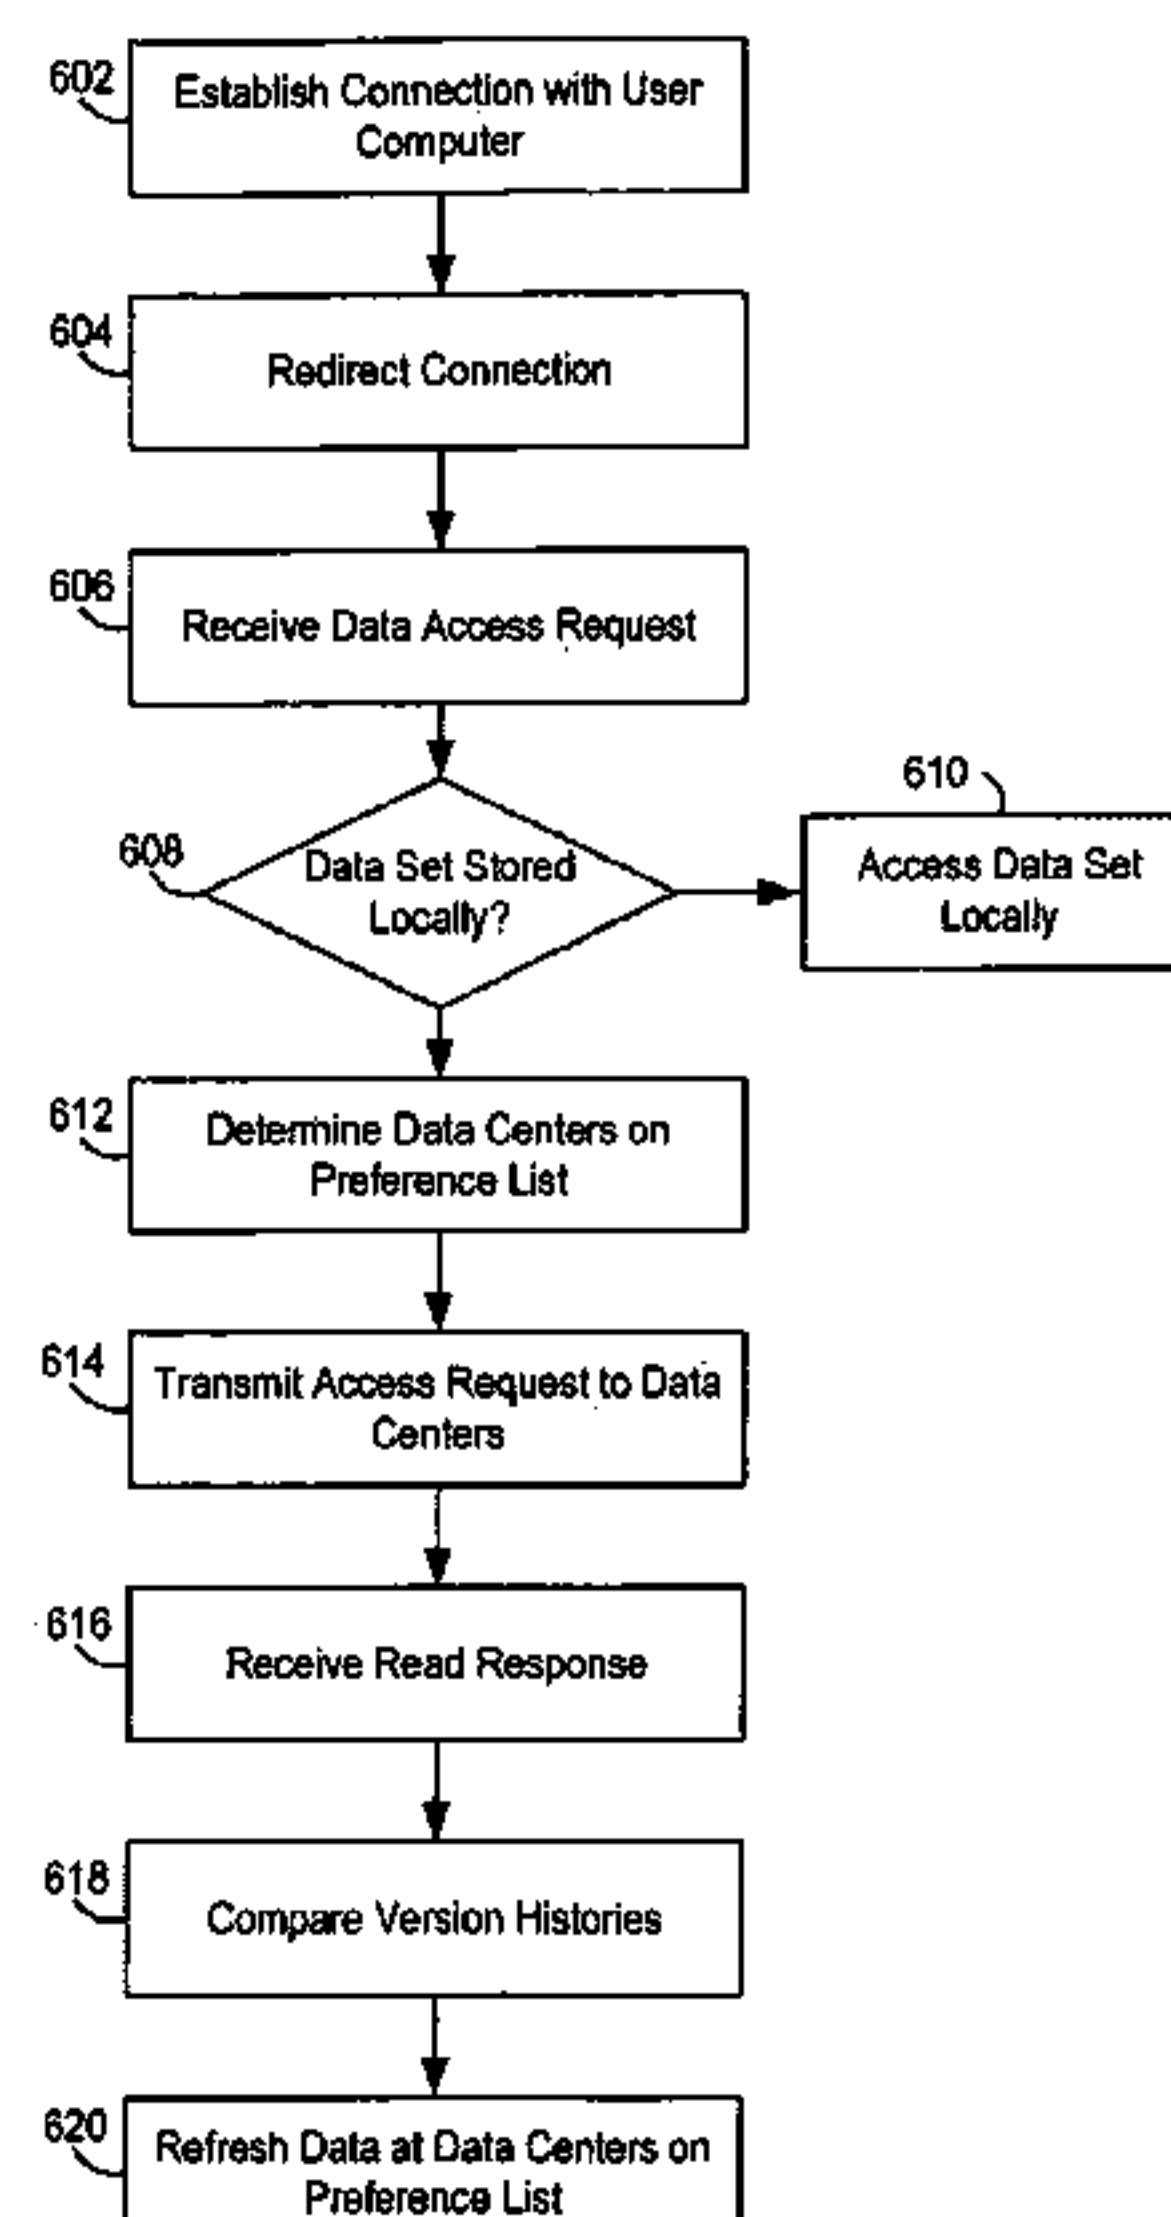 602
Establish Connection with User
Computer
604
Redirect Connection
606
Receive Data Access Request
608
Data Set Stored
Locally?
610
Access Data Set
Locally
612
Determine Data Centers on
Preference List
614
Transmit Access Request to Data
Centers
616
Receive Read Response
618
Compare Version Histories
620
Refresh Data at Data Centers on
Preference List